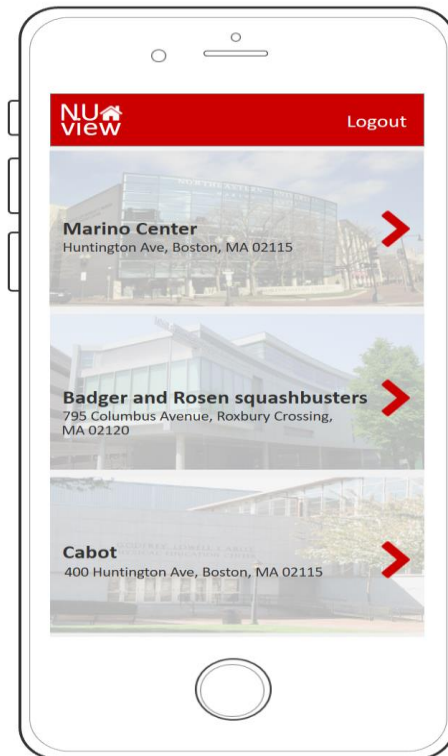 NU
view
Logout
NORTHEASTERN
Marino Center
Huntington Ave, Boston, MA 02115
Badger and Rosen squashbusters
795 Columbus Avenue, Roxbury Crossing,
MA 02120
Cabot
400 Huntington Ave, Boston, MA 02115